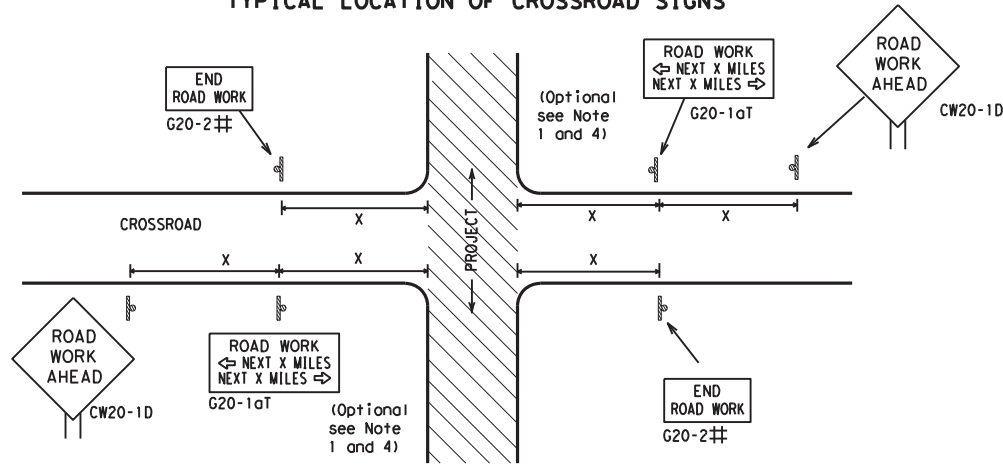 TYPICAL LOCATION OF CROSSROAD SIGNS
END
ROAD WORK
G20-2#
ROAD WORK
⇦ NEXT X MILES
NEXT X MILES ⇨
G20-1aT
(Optional
see Note
1 and 4)
ROAD
WORK
AHEAD
CW20-1D
X
X
X
CROSSROAD
PROJECT
X
X
X
ROAD
WORK
AHEAD
CW20-1D
ROAD WORK
⇦ NEXT X MILES
NEXT X MILES ⇨
G20-1aT
(Optional
see Note
1 and 4)
END
ROAD WORK
G20-2#